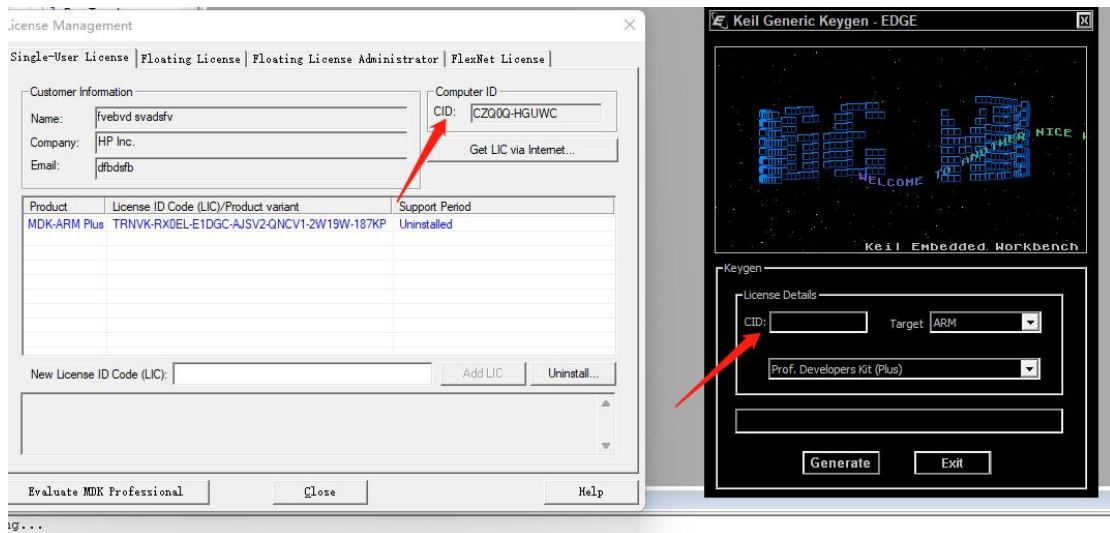 License Management
Single-User License Floating License Floating License Administrator FlexNet License
Customer Information
Name: fvebvd svadsfv
Company: HP Inc.
Email: dfbdsfb
Computer ID
CID: CZQ0Q-HGUWC
Get LIC via Internet...
Product License ID Code (LIC)/Product variant Support Period
MDK-ARM Plus TRNVK-RX0EL-E1DGC-AJSV2-QNCV1-2W19W-187KP Uninstalled
New License ID Code (LIC): Add LIC Uninstall...
Evaluate MDK Professional Close Help
Keil Generic Keygen - EDGE
WELCOME TO ANOTHER NICE
Keil Embedded Workbench
Keygen
License Details
CID: Target ARM
Prof. Developers Kit (Plus)
Generate Exit